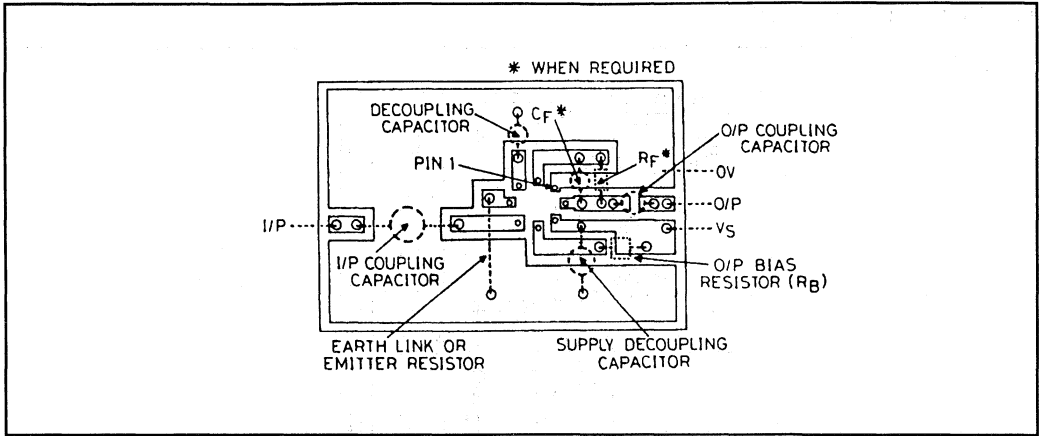 * WHEN REQUIRED
DECOUPLING
CAPACITOR
CF*
O/P COUPLING
CAPACITOR
PIN 1
RF*
OV
O/P
I/P
VS
I/P COUPLING
CAPACITOR
O/P BIAS
RESISTOR (RB)
EARTH LINK OR
EMITTER RESISTOR
SUPPLY DECOUPLING
CAPACITOR